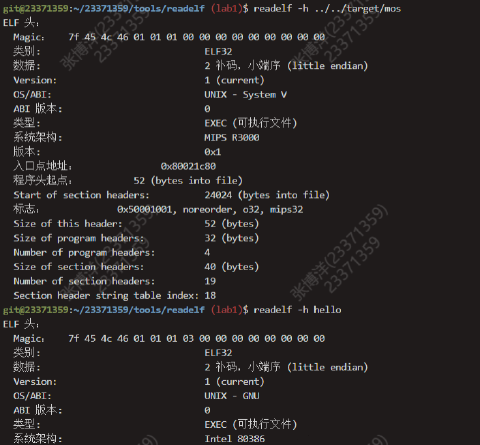 git@23371359:~/23371359/tools/readelf (lab1)$ readelf -h ../../target/mos
ELF 头：
  Magic：   7f 45 4c 46 01 01 01 00 00 00 00 00 00 00 00 00
  类别:                              ELF32
  数据:                              2 补码，小端序 (little endian)
  Version:                           1 (current)
  OS/ABI:                            UNIX - System V
  ABI 版本:                          0
  类型:                              EXEC (可执行文件)
  系统架构:                          MIPS R3000
  版本:                              0x1
  入口点地址：               0x80021c80
  程序头起点：          52 (bytes into file)
  Start of section headers:          24024 (bytes into file)
  标志：             0x50001001, noreorder, o32, mips32
  Size of this header:               52 (bytes)
  Size of program headers:           32 (bytes)
  Number of program headers:         4
  Size of section headers:           40 (bytes)
  Number of section headers:         19
  Section header string table index: 18
git@23371359:~/23371359/tools/readelf (lab1)$ readelf -h hello
ELF 头：
  Magic：   7f 45 4c 46 01 01 01 03 00 00 00 00 00 00 00 00
  类别:                              ELF32
  数据:                              2 补码，小端序 (little endian)
  Version:                           1 (current)
  OS/ABI:                            UNIX - GNU
  ABI 版本:                          0
  类型:                              EXEC (可执行文件)
  系统架构:                          Intel 80386
张博洋(23371359)
23371359
张博洋(23371359)
23371359
张博洋(23371359)
23371359
张博洋(23371359)
23371359